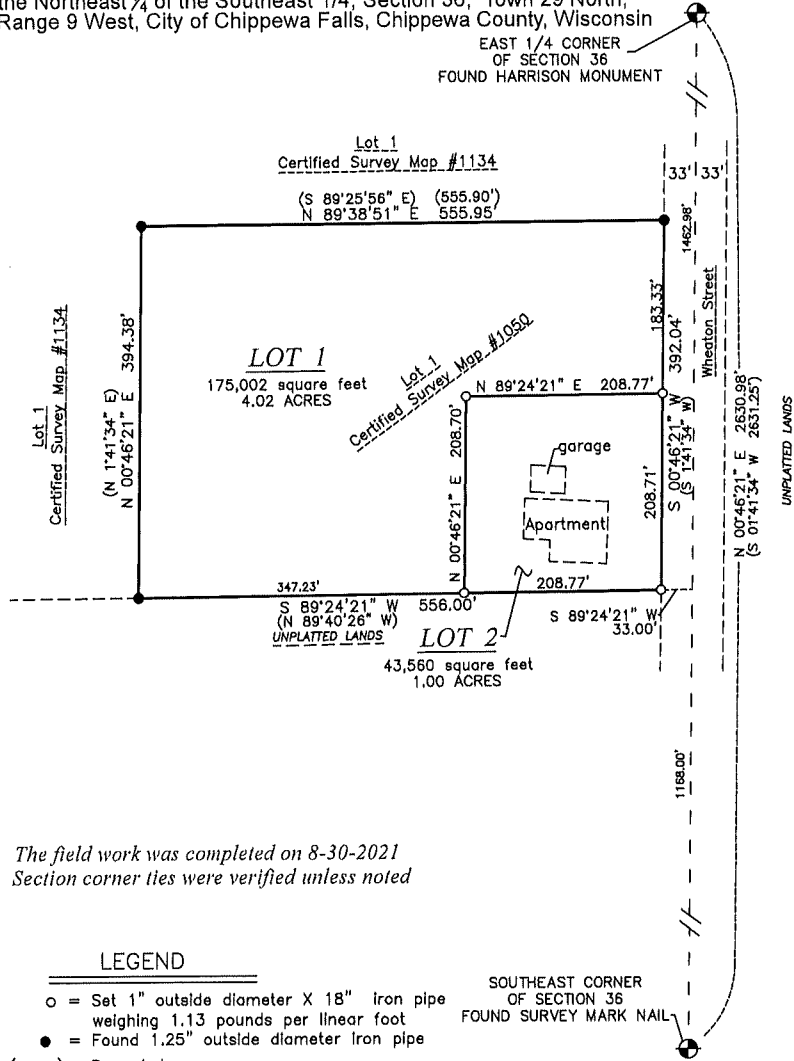 the Northeast ¼ of the Southeast 1/4, Section 36, Town 29 North,
Range 9 West, City of Chippewa Falls, Chippewa County, Wisconsin
EAST 1/4 CORNER
OF SECTION 36
FOUND HARRISON MONUMENT
Lot 1
Certified Survey Map #1134
33' 33'
(S 89°25'56" E) (555.90')
N 89°38'51" E 555.95'
1462.98'
Wheaton Street
183.33'
392.04'
S 00°46'21" W
(S 1°41'34" W)
Lot 1
Certified Survey Map #1134
394.38'
(N 1°41'34" E)
N 00°46'21" E
LOT 1
175,002 square feet
4.02 ACRES
Lot 1
Certified Survey Map #1050
N 89°24'21" E 208.77'
N 00°46'21" E 208.70'
garage
Apartment
208.71'
N 00°46'21" E 2630.98'
(S 01°41'34" W 2631.25')
UNPLATTED LANDS
347.23'
S 89°24'21" W 556.00'
(N 89°40'26" W)
UNPLATTED LANDS
208.77'
S 89°24'21" W
33.00'
LOT 2
43,560 square feet
1.00 ACRES
1168.00'
The field work was completed on 8-30-2021
Section corner ties were verified unless noted
LEGEND
o = Set 1" outside diameter X 18" iron pipe
weighing 1.13 pounds per linear foot
● = Found 1.25" outside diameter iron pipe
SOUTHEAST CORNER
OF SECTION 36
FOUND SURVEY MARK NAIL